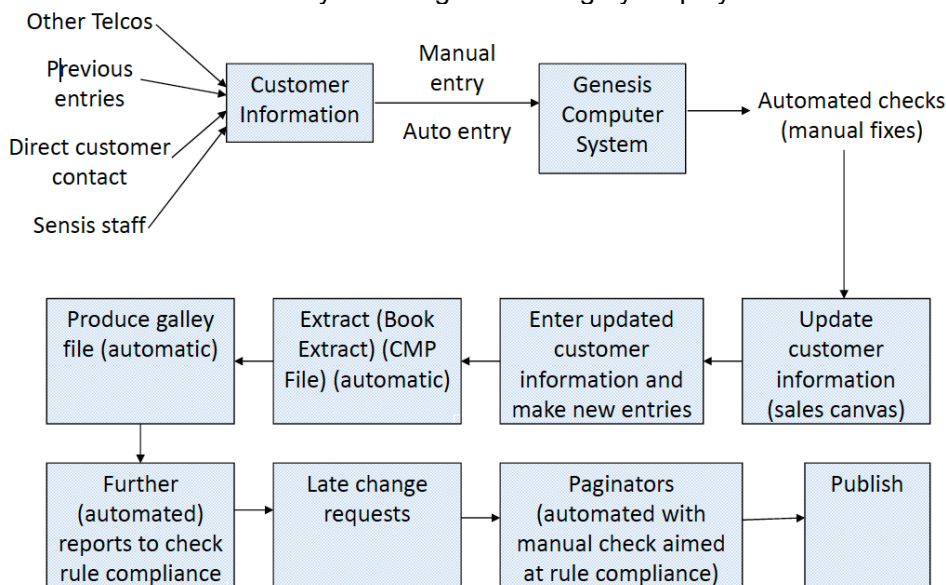 Other Telcos
Previous
entries
Direct customer
contact
Sensis staff
Customer
Information
Manual
entry
Auto entry
Genesis
Computer
System
Automated checks
(manual fixes)
Update
customer
information
(sales canvas)
Enter updated
customer
information and
make new entries
Extract (Book
Extract) (CMP
File) (automatic)
Produce galley
file (automatic)
Further
(automated)
reports to check
rule compliance
Late change
requests
Paginators
(automated with
manual check aimed
at rule compliance)
Publish